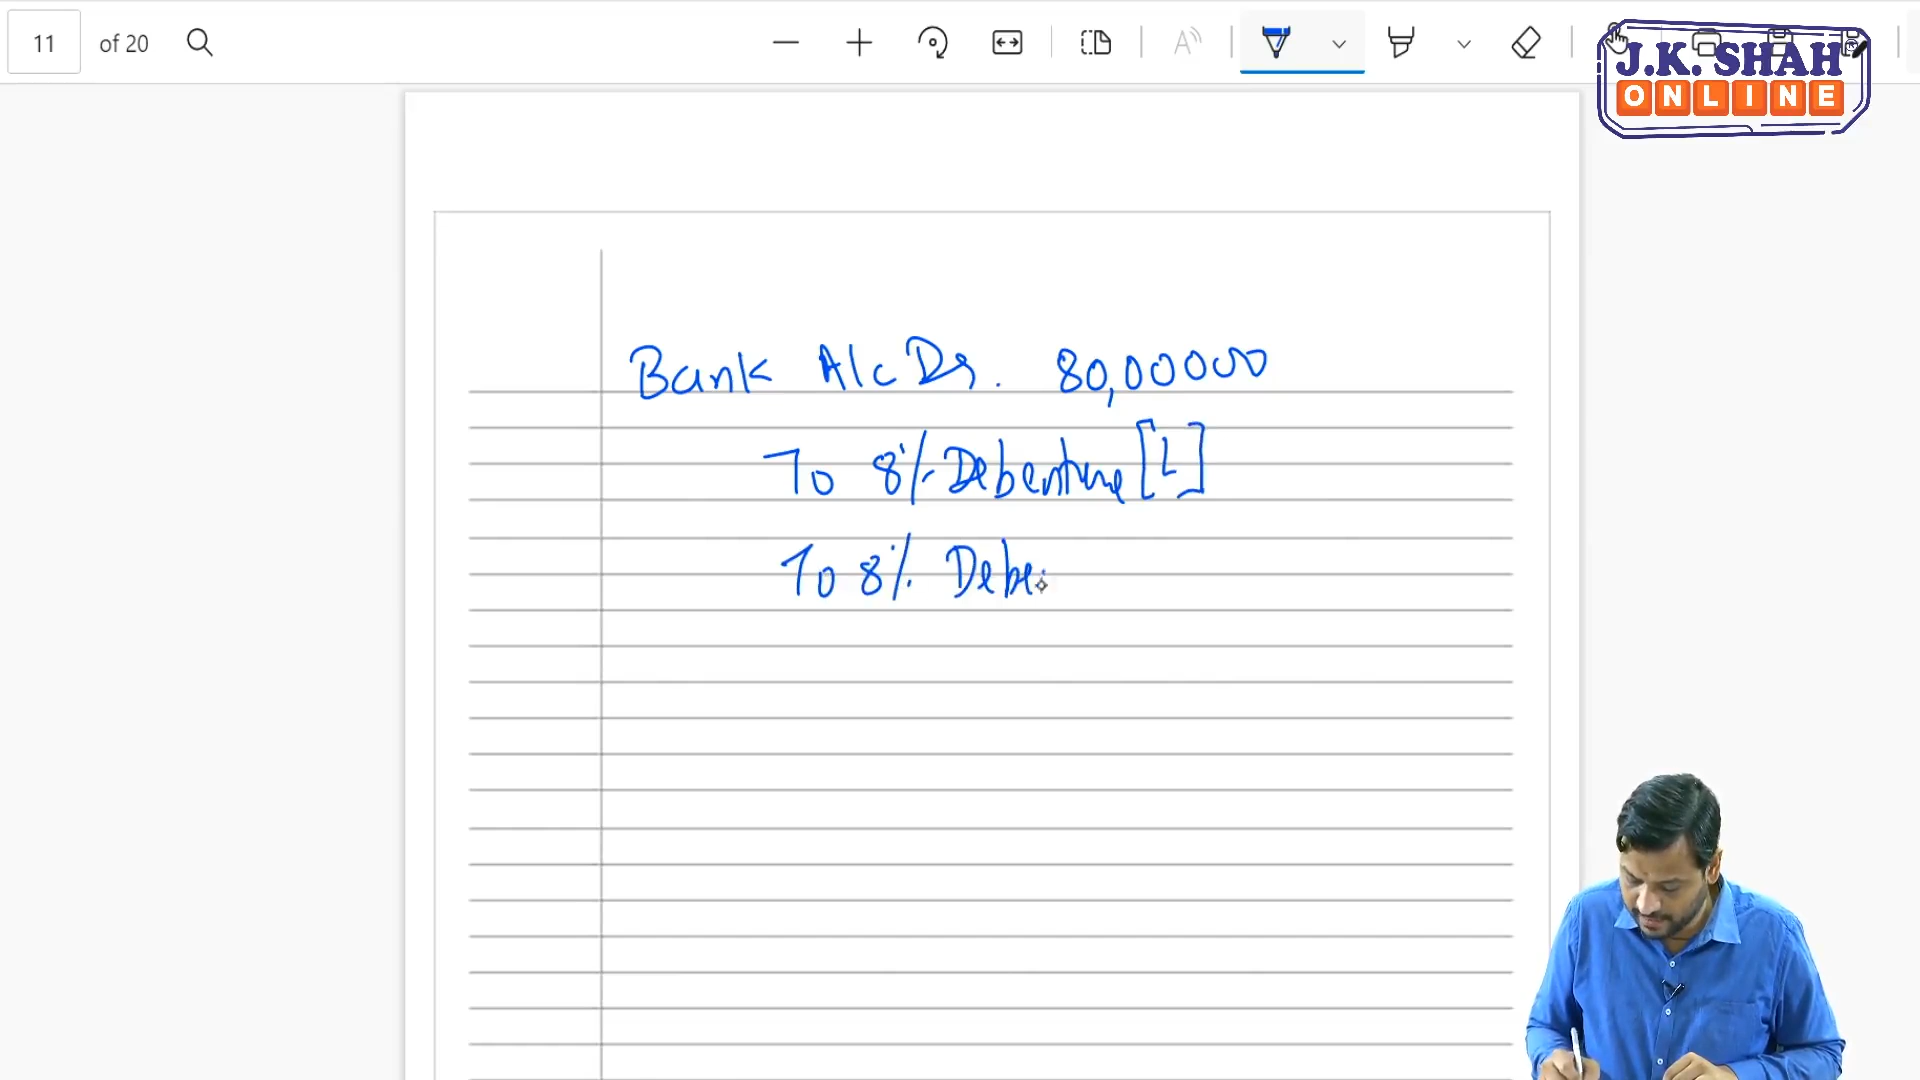 11 of 20
J.K. SHAH
ONLINE
Bank A/c Dr. 80,00000
To 8% Debenture [L]
To 8% Debe